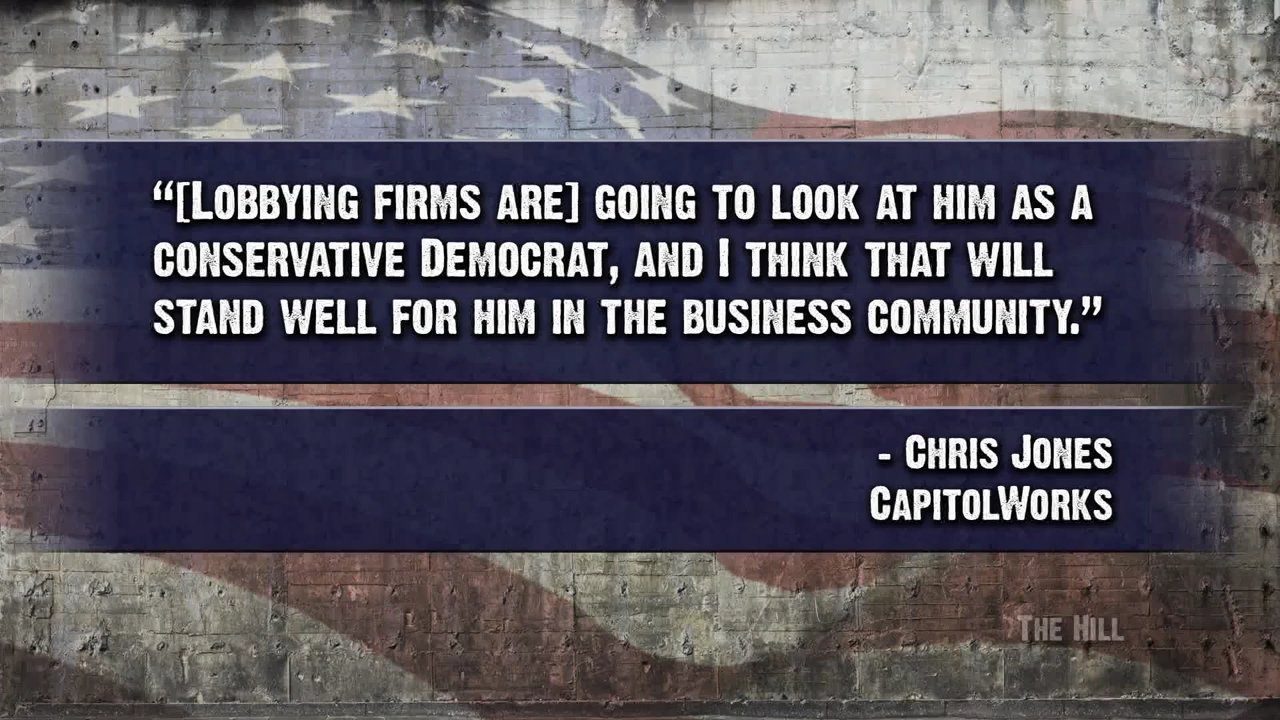 “[Lobbying firms are] going to look at him as a
conservative Democrat, and I think that will
stand well for him in the business community.”
- Chris Jones
CapitolWorks
The Hill